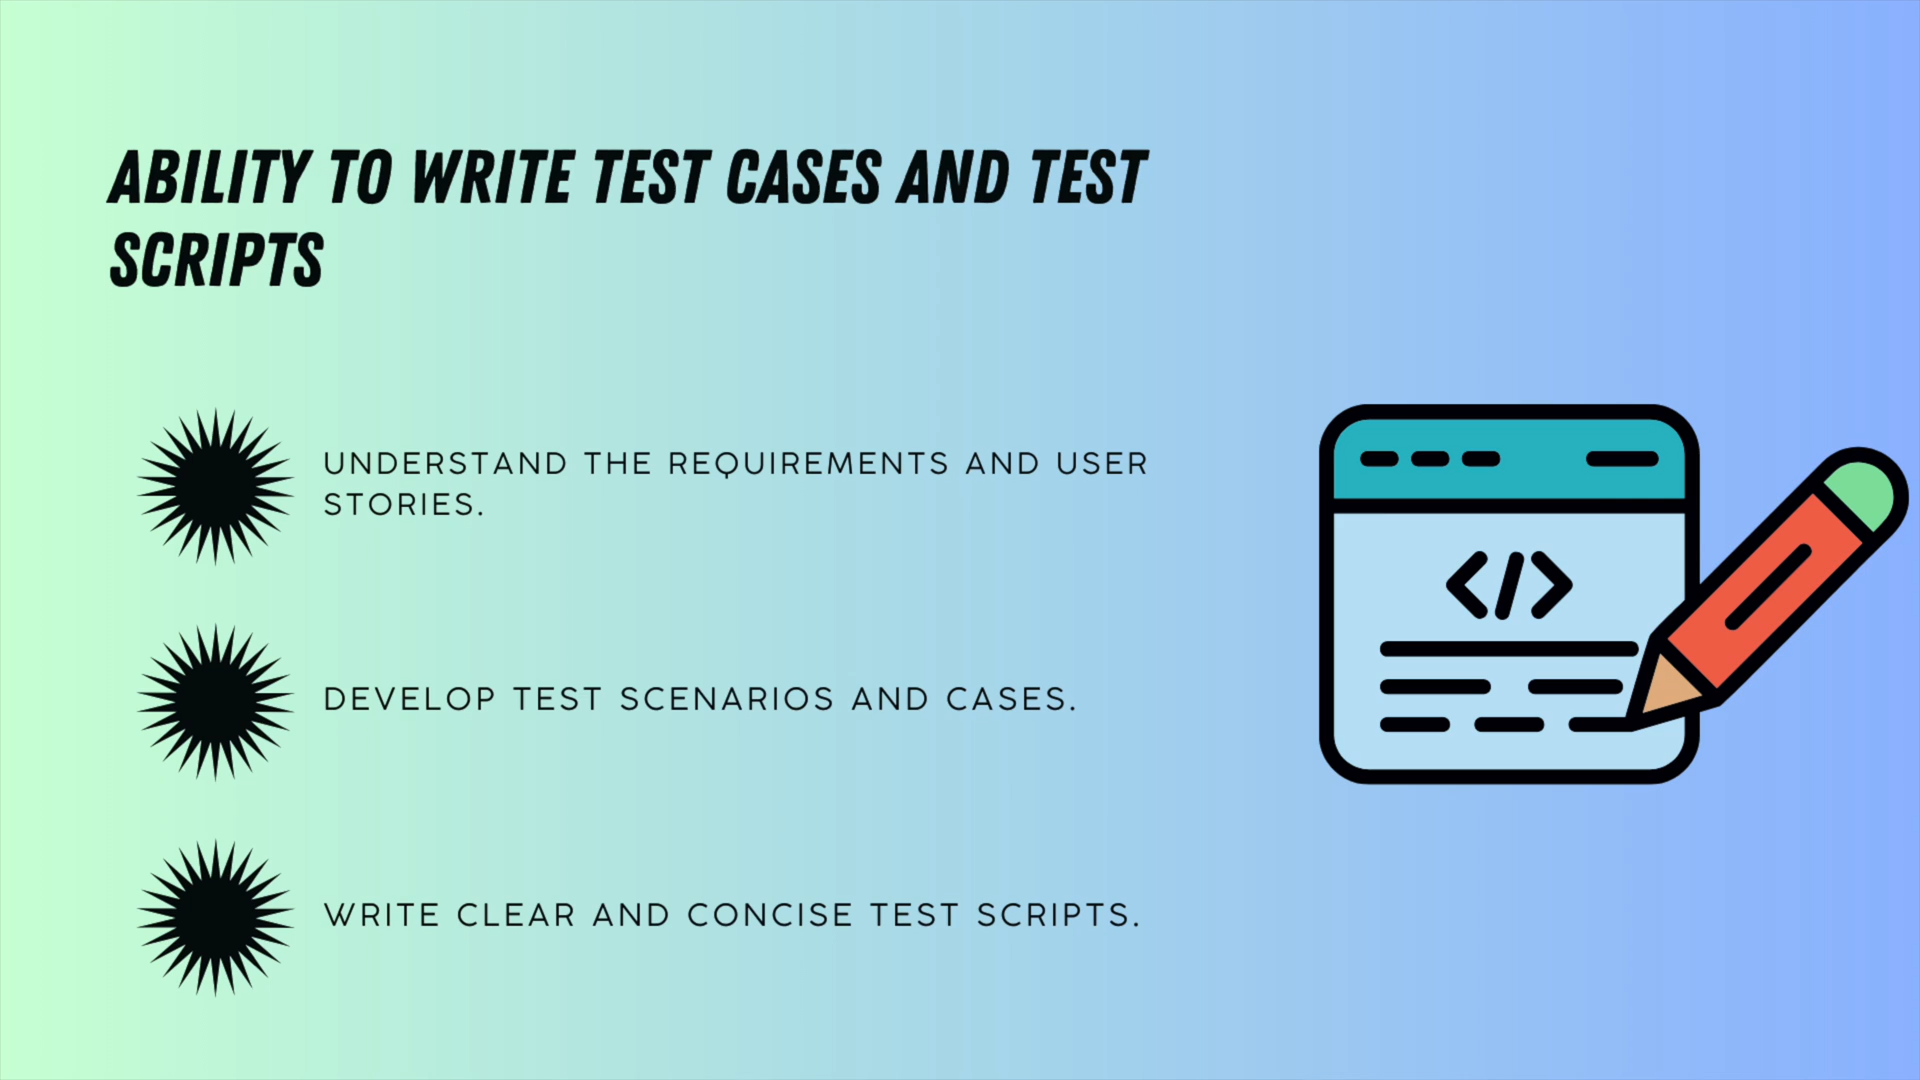 ABILITY TO WRITE TEST CASES AND TEST
SCRIPTS
UNDERSTAND THE REQUIREMENTS AND USER
STORIES.
DEVELOP TEST SCENARIOS AND CASES.
</>
WRITE CLEAR AND CONCISE TEST SCRIPTS.